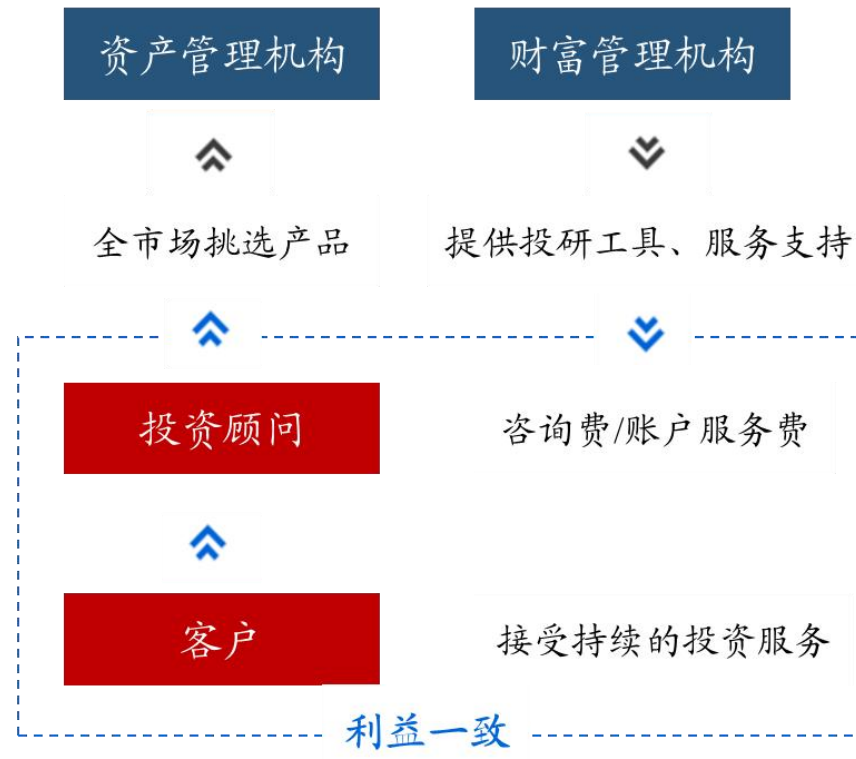 资产管理机构
财富管理机构
全市场挑选产品
提供投研工具、服务支持
投资顾问
咨询费/账户服务费
客户
接受持续的投资服务
利益一致